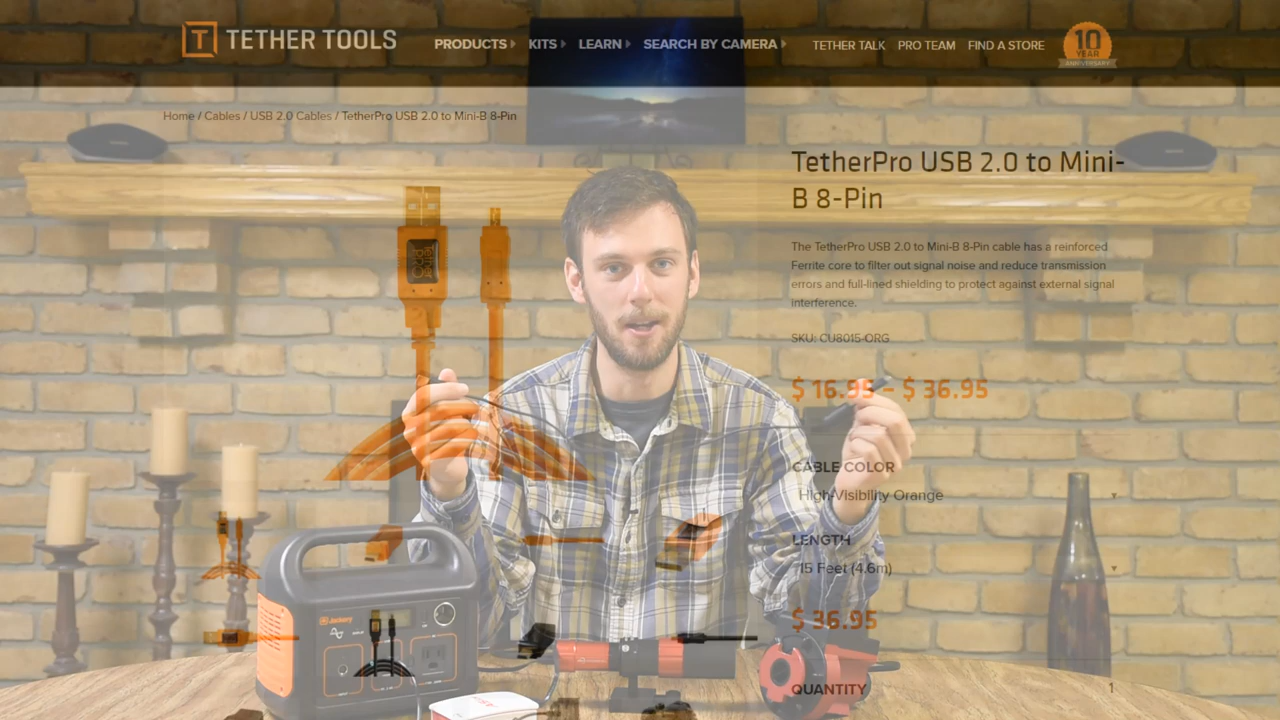 TETHER TOOLS
PRODUCTS KITS LEARN SEARCH BY CAMERA TETHER TALK PRO TEAM FIND A STORE
10
YEAR
ANNIVERSARY
Home / Cables / USB 2.0 Cables / TetherPro USB 2.0 to Mini-B 8-Pin
TetherPro USB 2.0 to Mini-
B 8-Pin
The TetherPro USB 2.0 to Mini-B 8-Pin cable has a reinforced
Ferrite core to filter out signal noise and reduce transmission
errors and full-lined shielding to protect against external signal
interference.
SKU: CU8015-ORG
$ 16.95 – $ 36.95
CABLE COLOR
High-Visibility Orange
LENGTH
15 Feet (4.6m)
$ 36.95
QUANTITY
1
Jackery